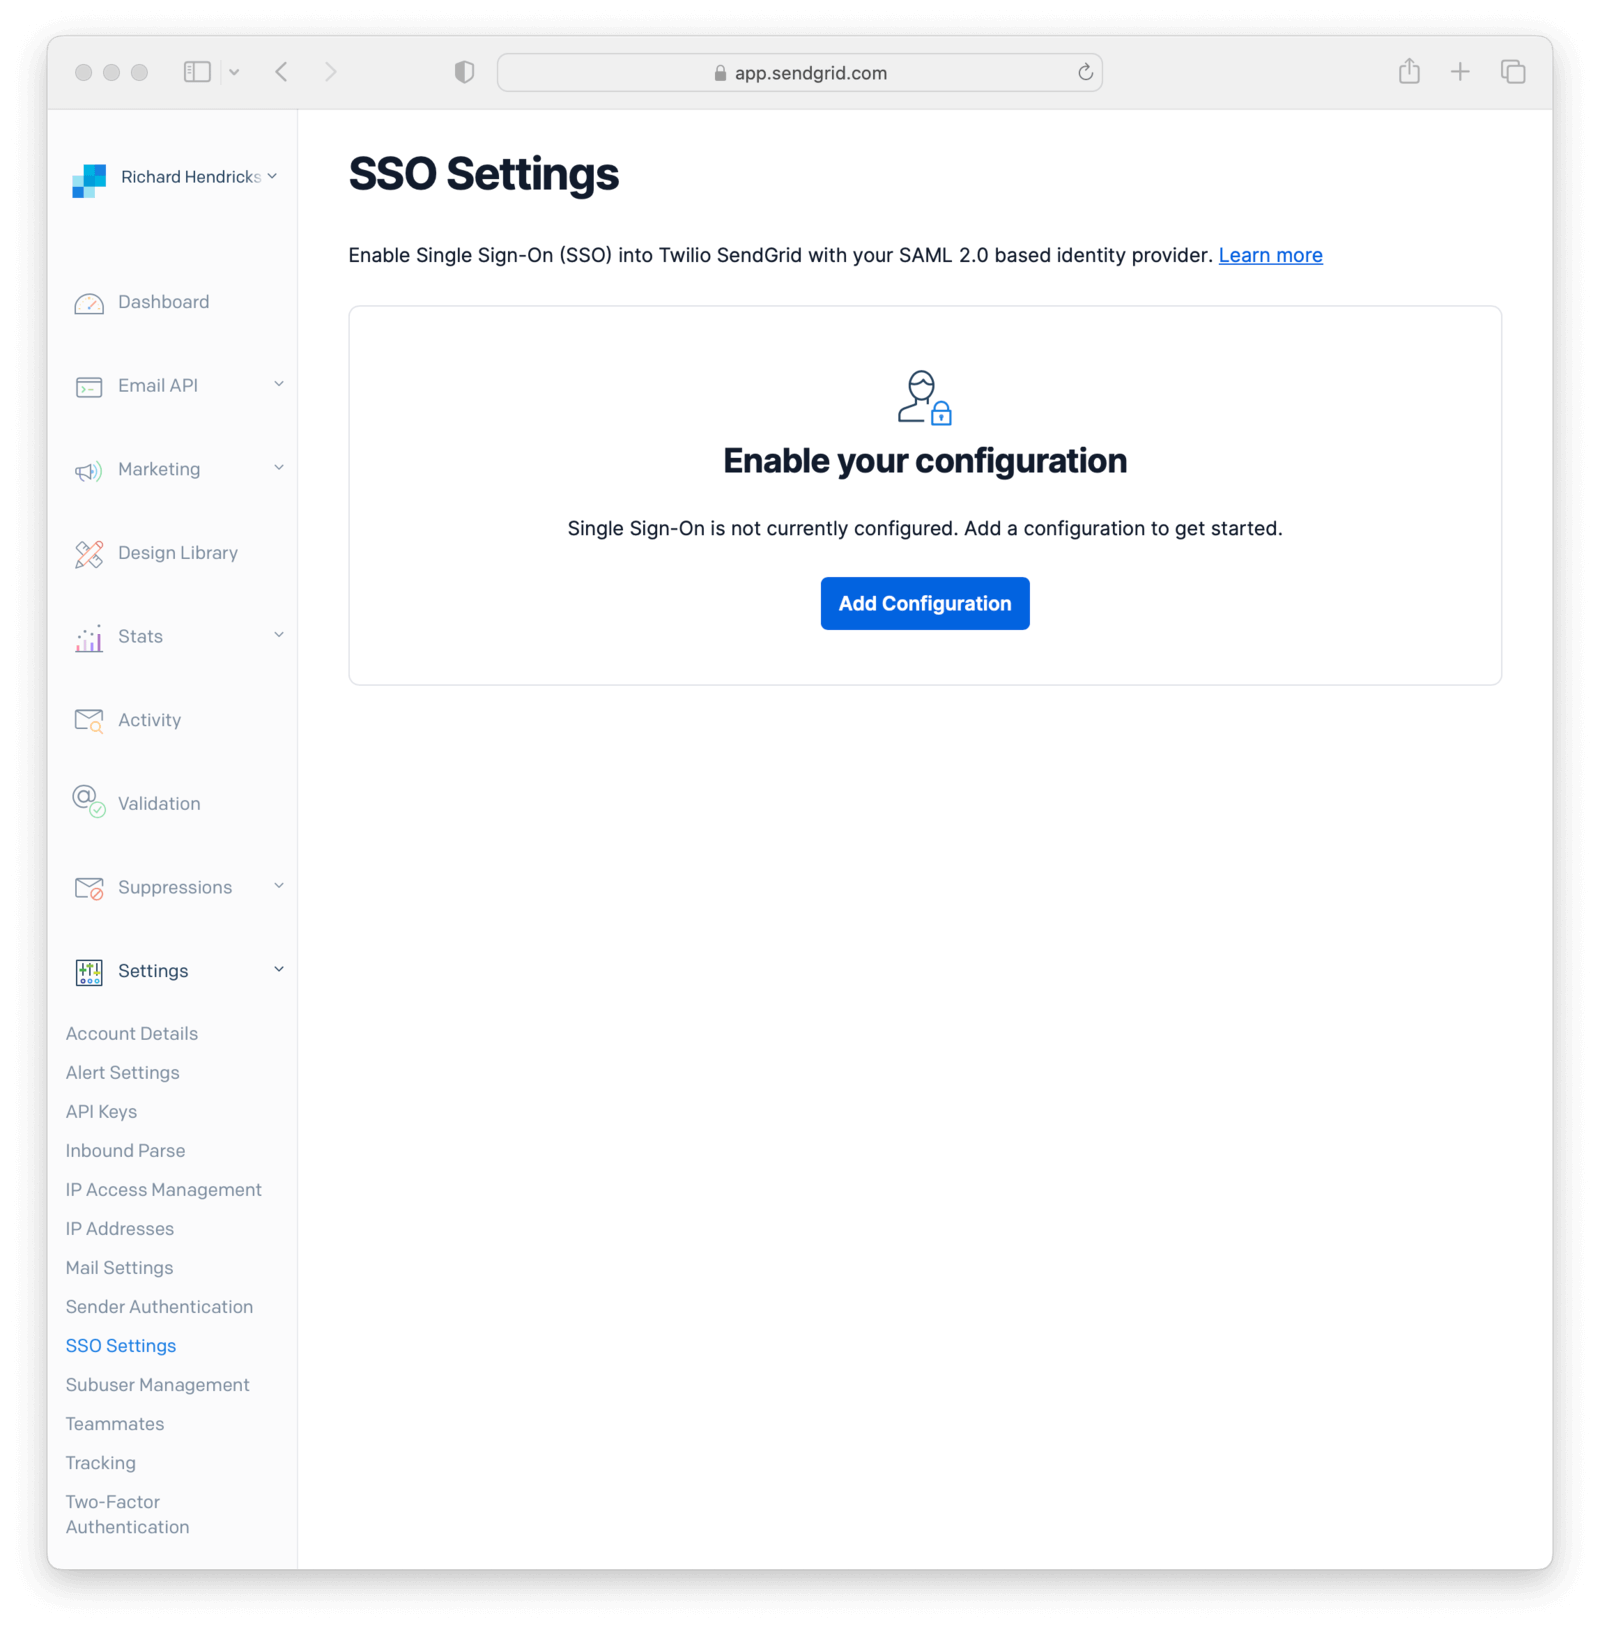 app.sendgrid.com
Richard Hendricks
Dashboard
Email API
Marketing
Design Library
Stats
Activity
Validation
Suppressions
Settings
Account Details
Alert Settings
API Keys
Inbound Parse
IP Access Management
IP Addresses
Mail Settings
Sender Authentication
SSO Settings
Subuser Management
Teammates
Tracking
Two-Factor
Authentication
SSO Settings
Enable Single Sign-On (SSO) into Twilio SendGrid with your SAML 2.0 based identity provider. Learn more
Enable your configuration
Single Sign-On is not currently configured. Add a configuration to get started.
Add Configuration